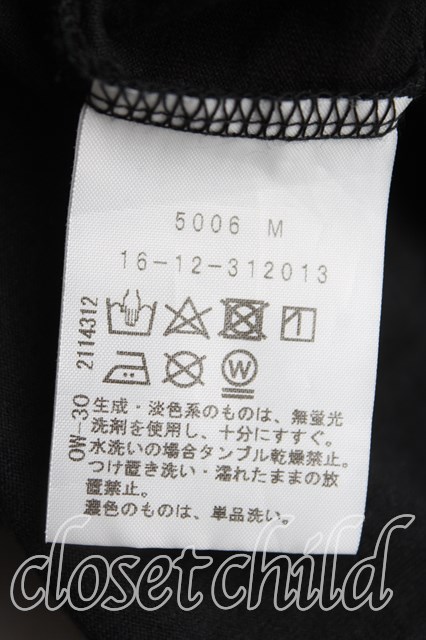 5006 M
16-12-312013
2114312
OW-30
生成・淡色系のものは、無蛍光
洗剤を使用し、十分にすすぐ。
水洗いの場合タンブル乾燥禁止。
つけ置き洗い・濡れたままの放
置禁止。
濃色のものは、単品洗い。
W
closetchild